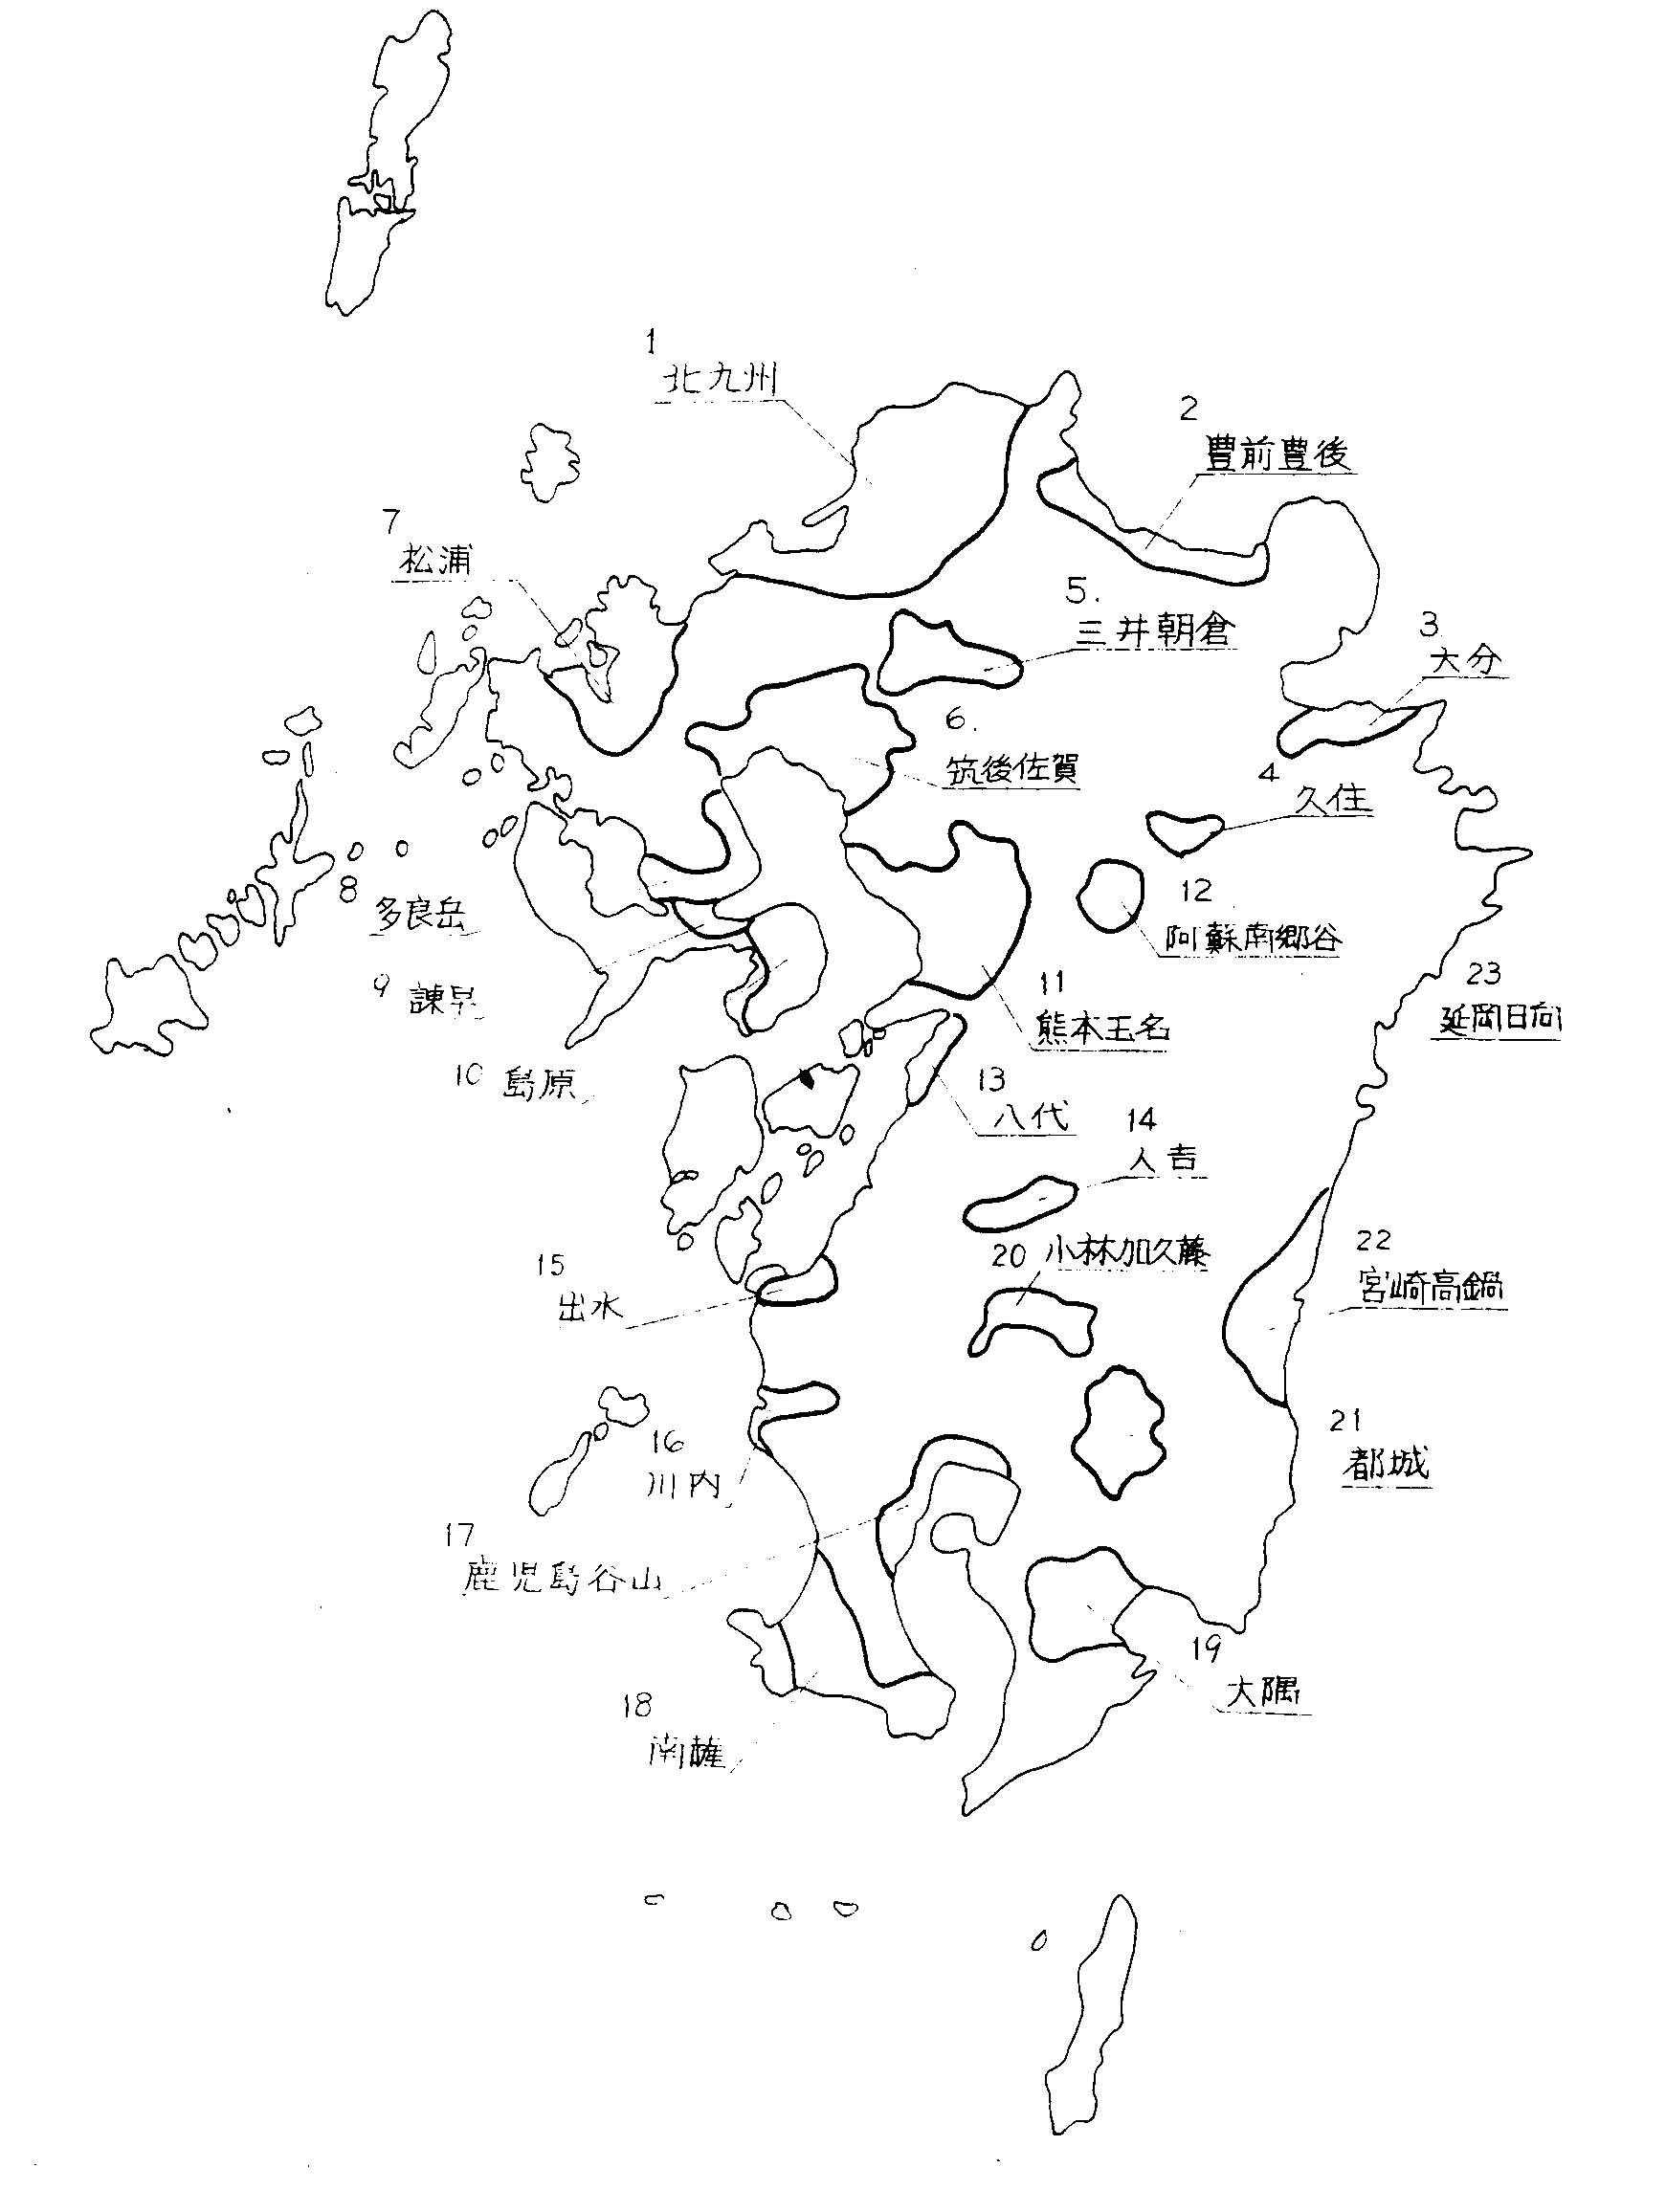 1
北九州
2
豊前豊後
3
大分
4
久住
5.
三井朝倉
6.
筑後佐賀
7
松浦
8
多良岳
9
諫早
10 島原
11
熊本玉名
12
阿蘇南郷谷
13
八代
14
人吉
15
出水
16
川内
17
鹿児島谷山
18
南薩
19
大隅
20 小林加久藤
21
都城
22
宮崎高鍋
23
延岡日向